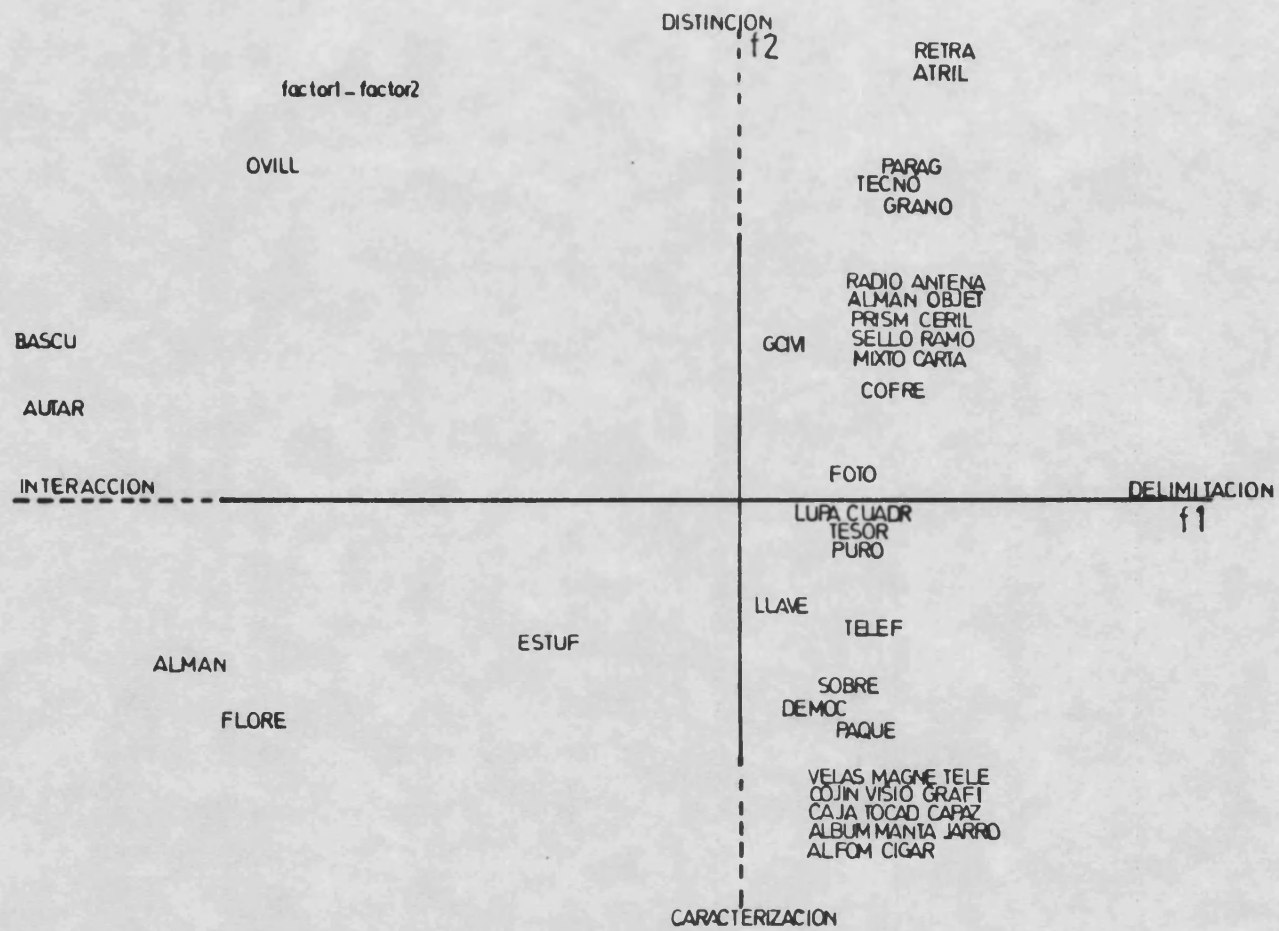 DISTINCION
f2
RETRA
ATRIL
factor1-factor2
OVILL
PARAG
TECNO
GRANO
RADIO ANTENA
ALMAN OBJET
PRISM CERIL
SELLO RAMO
MIXTO CARTA
BASCU
GCIVI
COFRE
AUTAR
FOTO
INTERACCION
DELIMITACION
f1
LUPA CUADR
TESOR
PURO
LLAVE
TELEF
ESTUF
ALMAN
SOBRE
DEMOC
FLORE
PAQUE
VELAS MAGNE TELE
COJIN VISIO GRAFI
CAJA TOCAD CAPAZ
ALBUM MANTA JARRO
ALFOM CIGAR
CARACTERIZACION